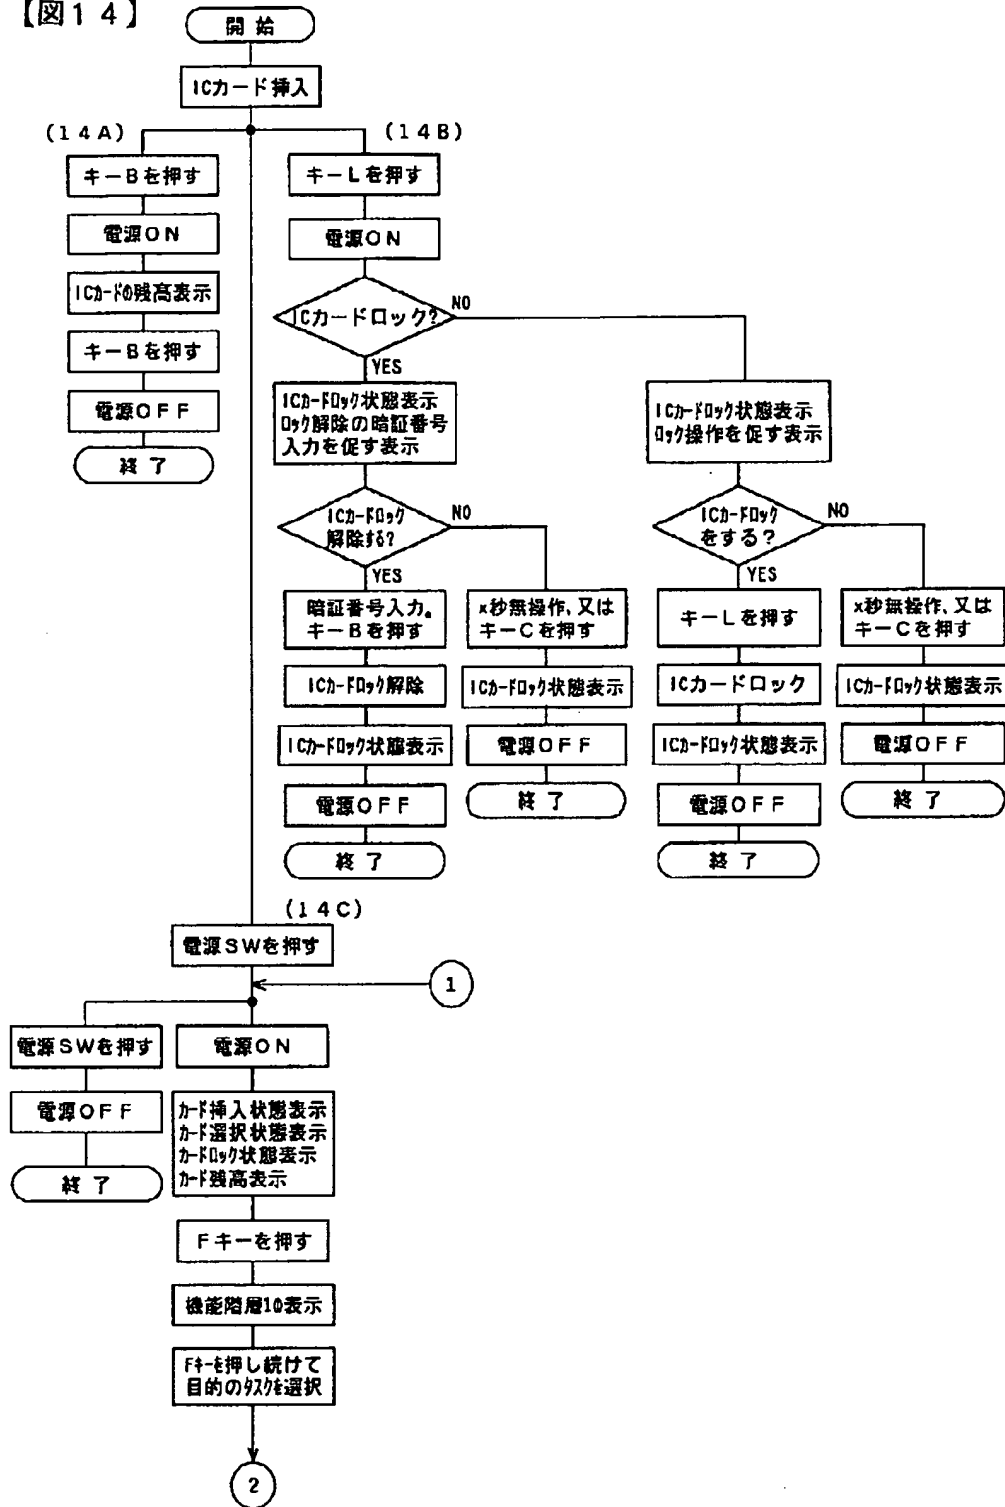 【図14】
開 始
ICカード挿入
(14A)
キーBを押す
電源ON
ICカードの残高表示
キーBを押す
電源OFF
終 了
(14B)
キーLを押す
電源ON
ICカードロック?
NO
YES
ICカードロック状態表示
ロック解除の暗証番号
入力を促す表示
ICカードロック
解除する?
NO
YES
暗証番号入力。
キーBを押す
ICカードロック解除
ICカードロック状態表示
電源OFF
終 了
x秒無操作、又は
キーCを押す
ICカードロック状態表示
電源OFF
終 了
ICカードロック状態表示
ロック操作を促す表示
ICカードロック
をする?
NO
YES
キーLを押す
ICカードロック
ICカードロック状態表示
電源OFF
終 了
x秒無操作、又は
キーCを押す
ICカードロック状態表示
電源OFF
終 了
(14C)
電源SWを押す
1
電源SWを押す
電源OFF
終 了
電源ON
カード挿入状態表示
カード選択状態表示
カードロック状態表示
カード残高表示
Fキーを押す
機能階層1の表示
Fキーを押し続けて
目的のタスクを選択
2